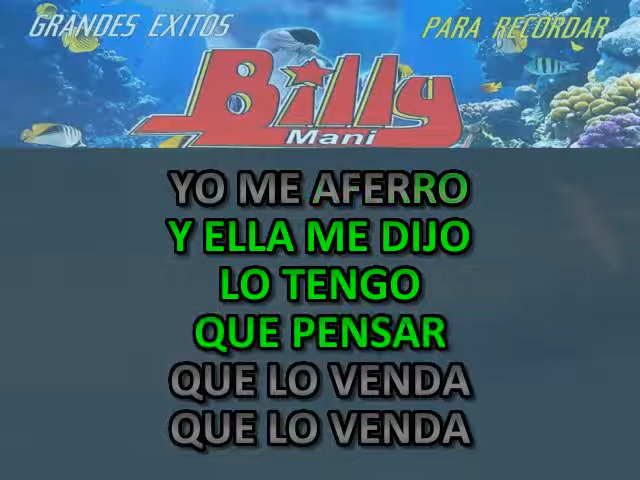 GRANDES EXITOS
PARA RECORDAR
Billy
Mani
YO ME AFERRO
Y ELLA ME DIJO
LO TENGO
QUE PENSAR
QUE LO VENDA
QUE LO VENDA